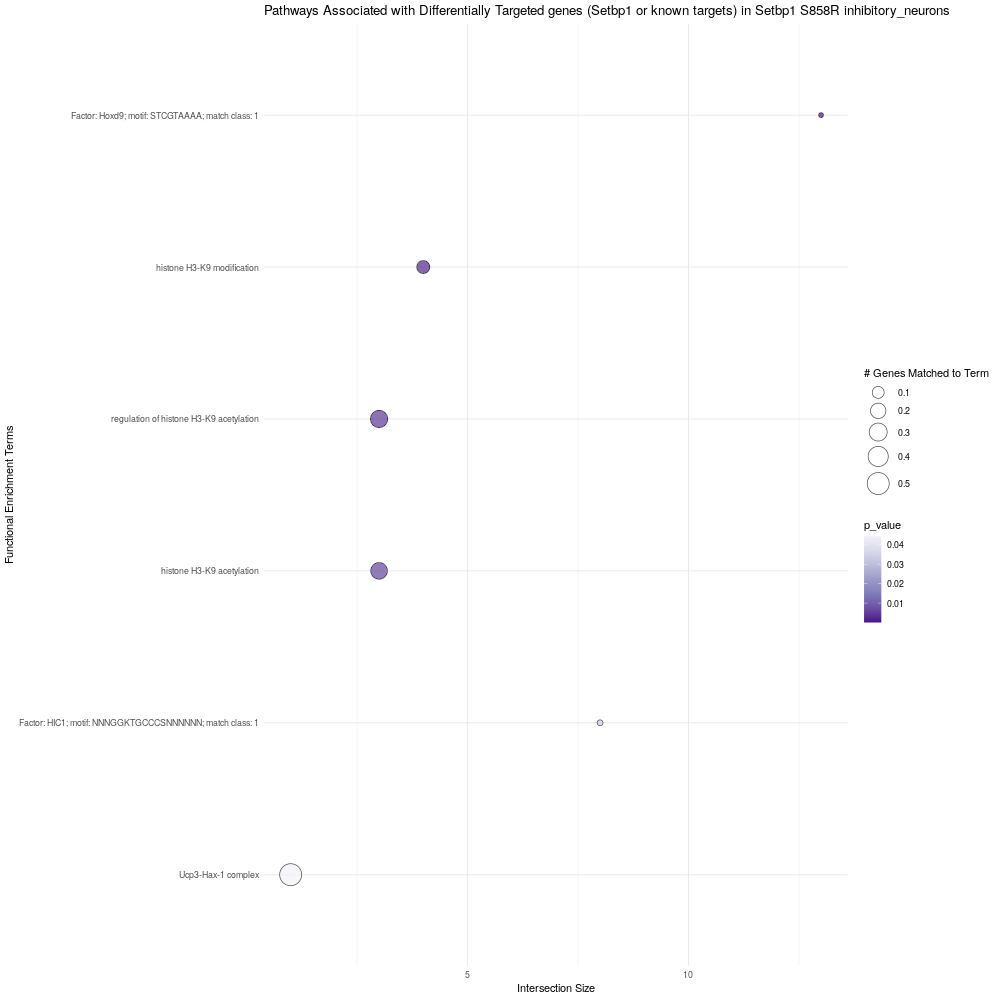 Pathways Associated with Differentially Targeted genes (Setbp1 or known targets) in Setbp1 S858R inhibitory_neurons
Functional Enrichment Terms
Factor: Hoxd9; motif: STCGTAAAA; match class: 1
histone H3-K9 modification
regulation of histone H3-K9 acetylation
histone H3-K9 acetylation
Factor: HIC1; motif: NNNGGKTGCCCSNNNNNN; match class: 1
Ucp3-Hax-1 complex
5
10
Intersection Size
# Genes Matched to Term
0.1
0.2
0.3
0.4
0.5
p_value
0.04
0.03
0.02
0.01